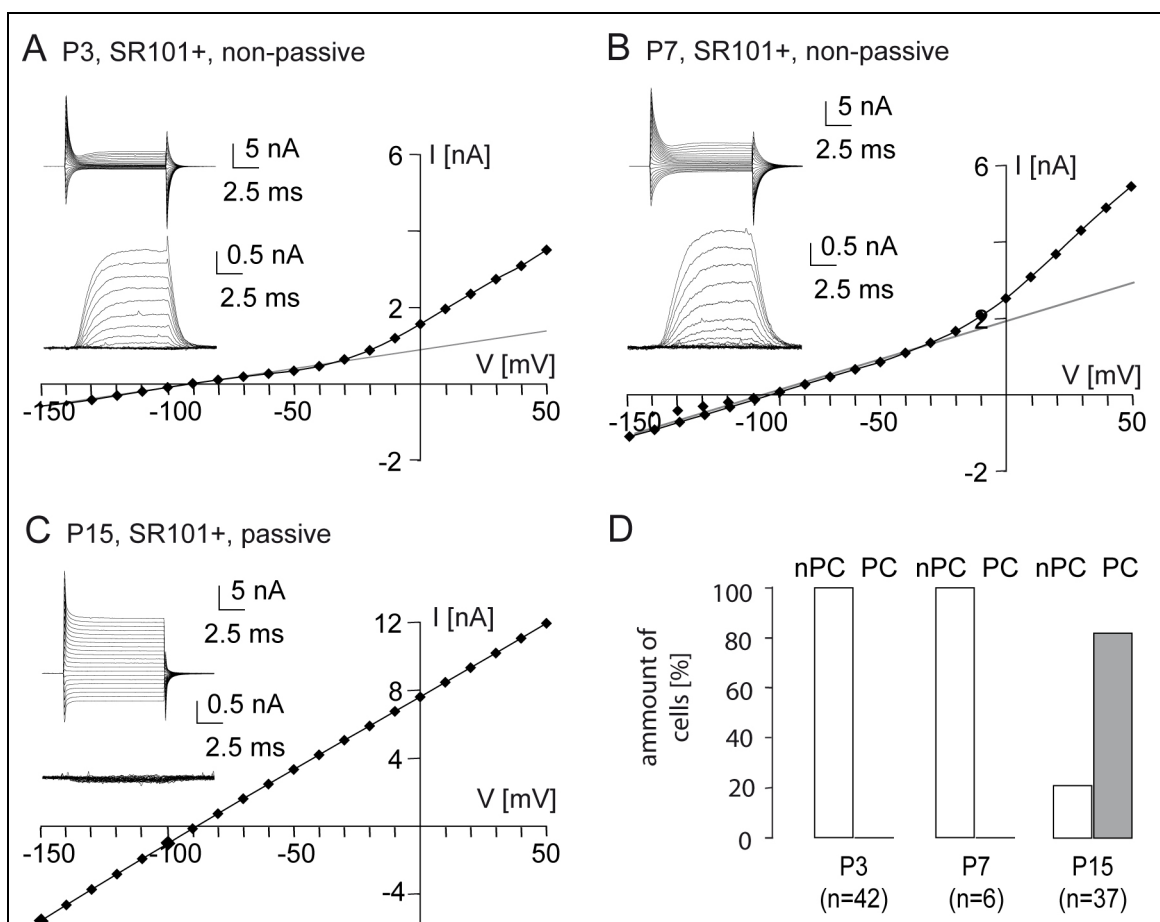 A P3, SR101+, non-passive
5 nA
2.5 ms
0.5 nA
2.5 ms
I [nA]
6
2
-2
V [mV]
-150 -100 -50 50
B P7, SR101+, non-passive
5 nA
2.5 ms
0.5 nA
2.5 ms
I [nA]
6
2
-2
V [mV]
-150 -100 -50 50
C P15, SR101+, passive
5 nA
2.5 ms
0.5 nA
2.5 ms
I [nA]
12
8
4
-4
V [mV]
-150 -100 -50 50
D
nPC PC nPC PC nPC PC
ammount of
cells [%]
100
80
60
40
20
0
P3 P7 P15
(n=42) (n=6) (n=37)